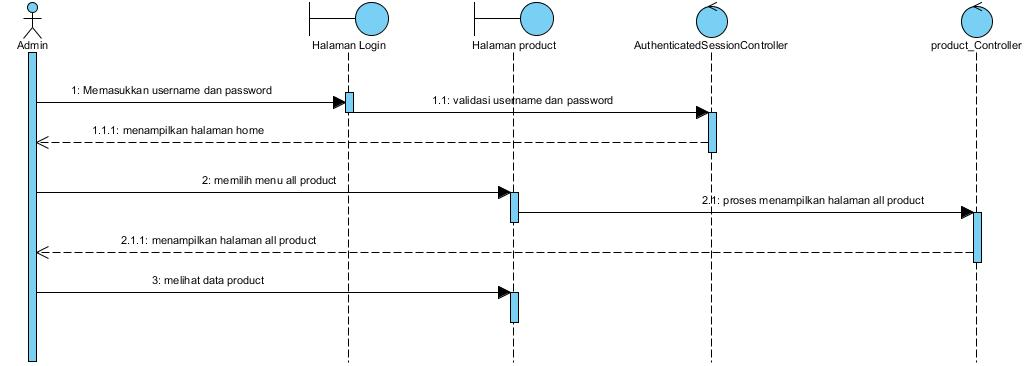 Admin
Halaman Login
Halaman product
AuthenticatedSessionController
product_Controller
1: Memasukkan username dan password
1.1: validasi username dan password
1.1.1: menampilkan halaman home
2: memilih menu all product
2.1: proses menampilkan halaman all product
2.1.1: menampilkan halaman all product
3: melihat data product